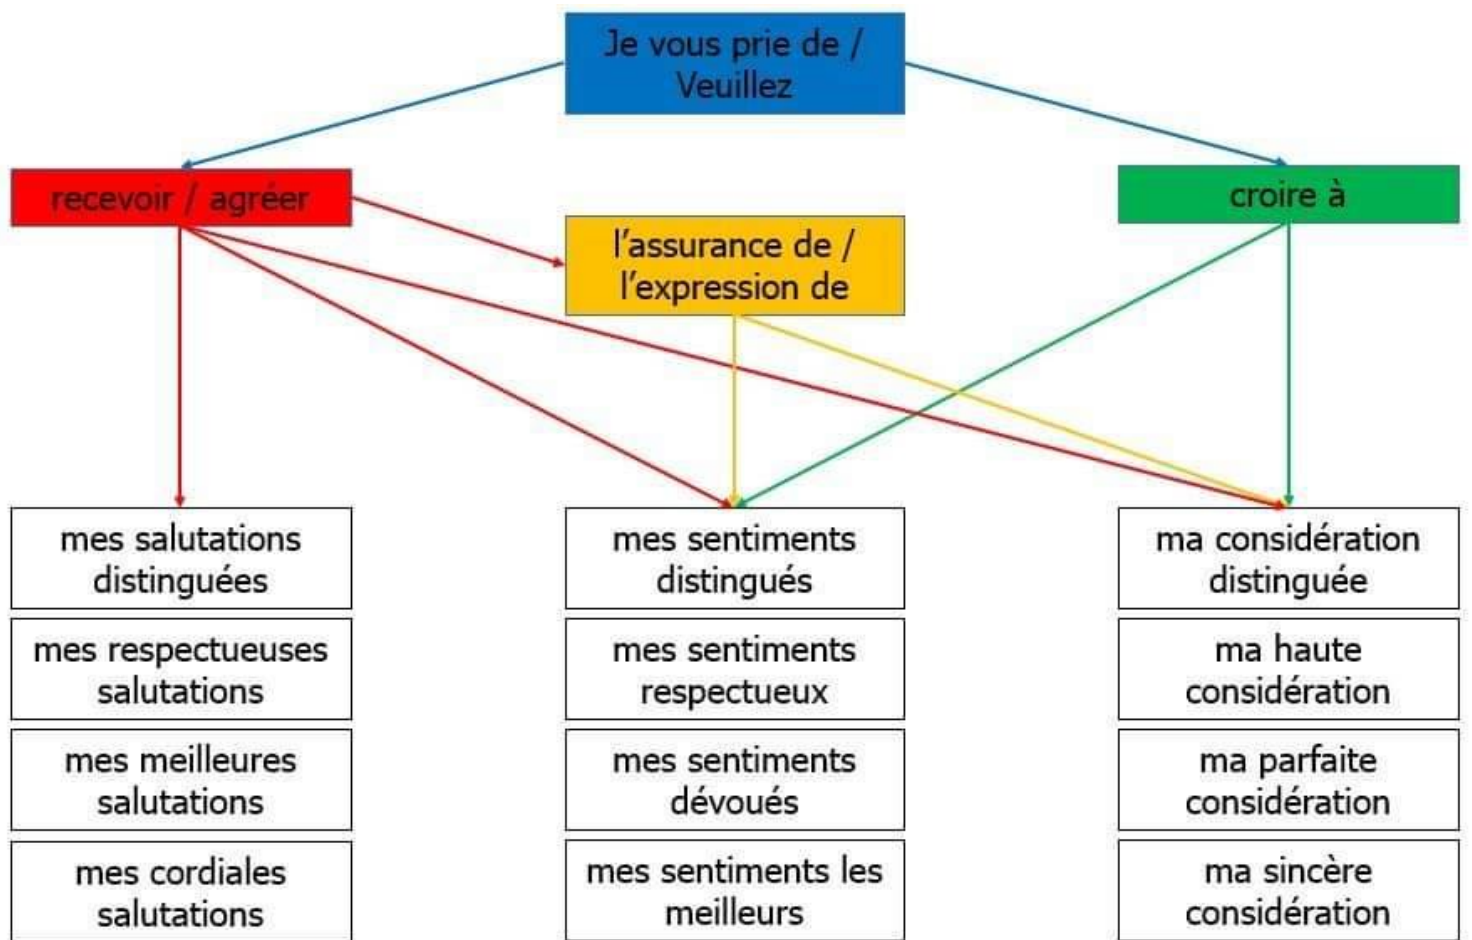 Je vous prie de /
Veuillez
recevoir / agréer
croire à
l’assurance de /
l’expression de
mes salutations
distinguées
mes sentiments
distingués
ma considération
distinguée
mes respectueuses
salutations
mes sentiments
respectueux
ma haute
considération
mes meilleures
salutations
mes sentiments
dévoués
ma parfaite
considération
mes cordiales
salutations
mes sentiments les
meilleurs
ma sincère
considération